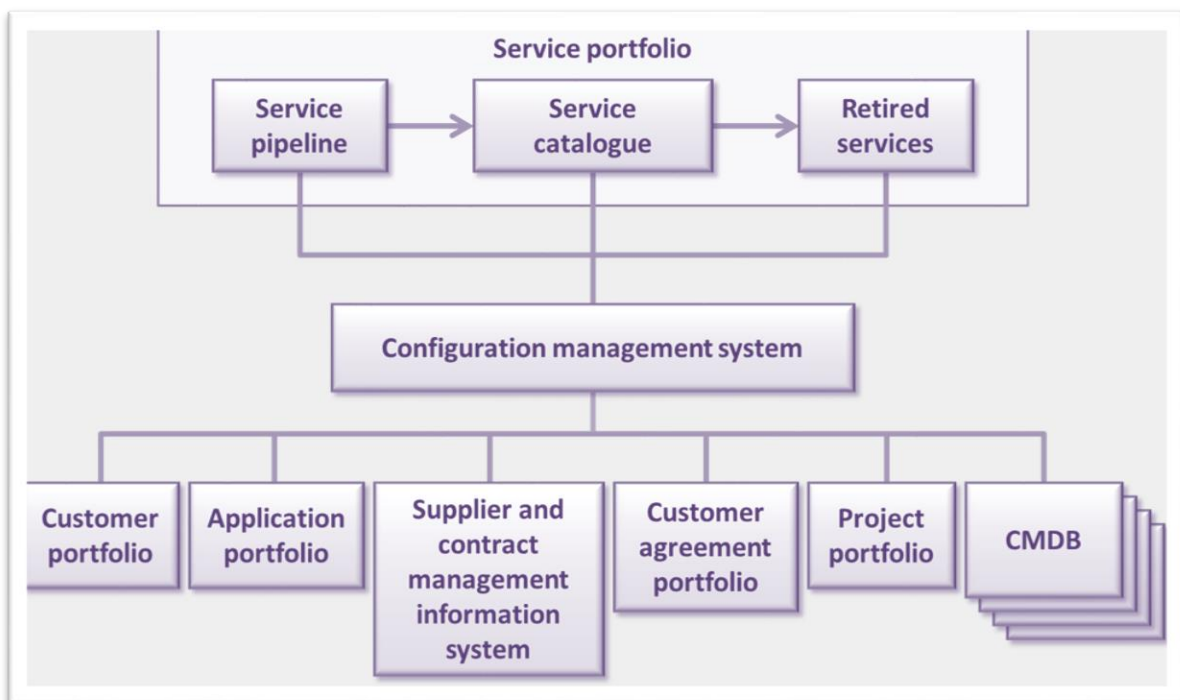 Service portfolio
Service
pipeline
Service
catalogue
Retired
services
Configuration management system
Customer
portfolio
Application
portfolio
Supplier and
contract
management
information
system
Customer
agreement
portfolio
Project
portfolio
CMDB